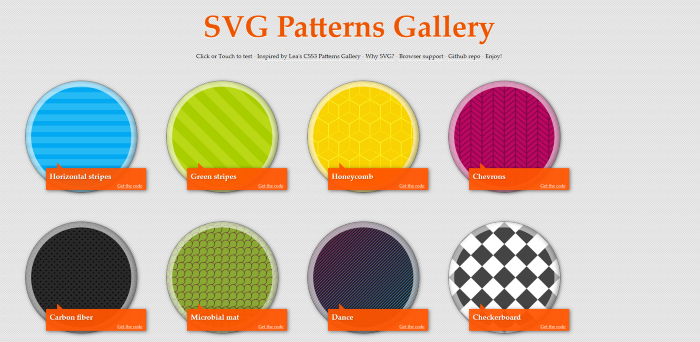 SVG Patterns Gallery
Click or Touch to test · Inspired by Lea's CSS3 Patterns Gallery · Why SVG? · Browser support · Github repo · Enjoy!
Horizontal stripes
Get the code
Green stripes
Get the code
Honeycomb
Get the code
Chevrons
Get the code
Carbon fiber
Get the code
Microbial mat
Get the code
Dance
Get the code
Checkerboard
Get the code